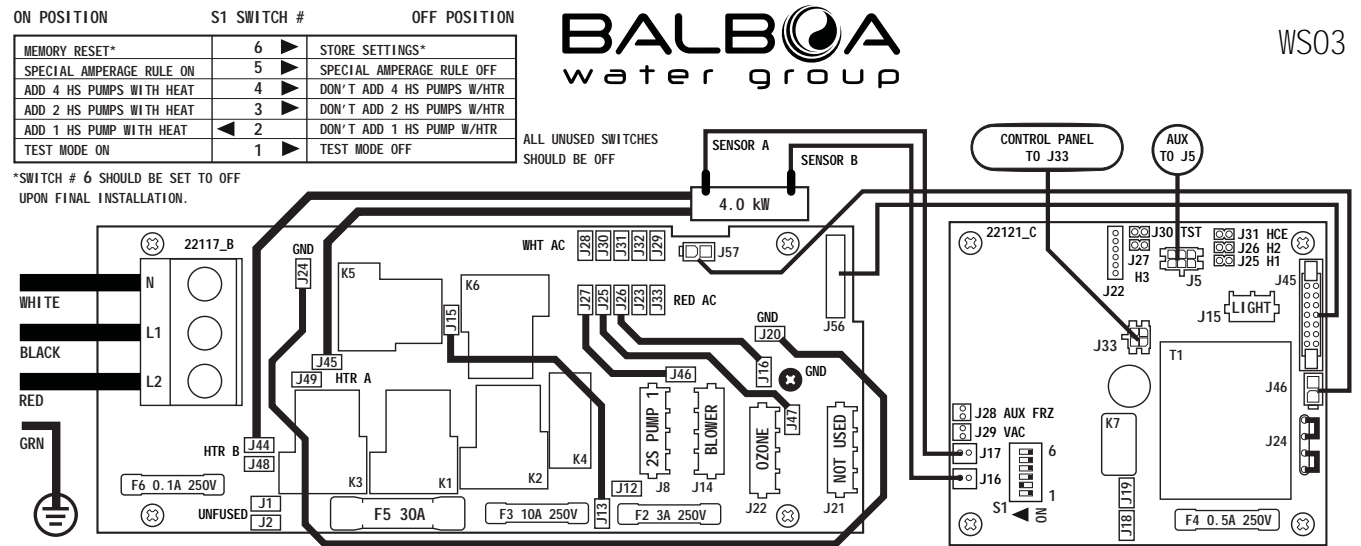 ON POSITION S1 SWITCH # OFF POSITION
MEMORY RESET* 6 ▶ STORE SETTINGS*
SPECIAL AMPERAGE RULE ON 5 ▶ SPECIAL AMPERAGE RULE OFF
ADD 4 HS PUMPS WITH HEAT 4 ▶ DON'T ADD 4 HS PUMPS W/HTR
ADD 2 HS PUMPS WITH HEAT 3 ▶ DON'T ADD 2 HS PUMPS W/HTR
ADD 1 HS PUMP WITH HEAT ◀ 2 DON'T ADD 1 HS PUMP W/HTR
TEST MODE ON 1 ▶ TEST MODE OFF
*SWITCH # 6 SHOULD BE SET TO OFF
UPON FINAL INSTALLATION.
ALL UNUSED SWITCHES
SHOULD BE OFF
BALBOA
water group
WS03
SENSOR A
SENSOR B
4.0 kW
CONTROL PANEL
TO J33
AUX
TO J5
22117_B
N
L1
L2
WHITE
BLACK
RED
GRN
GND
J24
K5
K6
J15
J45
J49
HTR A
HTR B
J44
J48
F6 0.1A 250V
UNFUSED
J1
J2
K3
K1
K2
K4
F5 30A
F3 10A 250V
J13
J12
F2 3A 250V
WHT AC
J28
J30
J31
J32
J29
J57
J27
J25
J26
J23
J33
RED AC
GND
J20
J56
J46
J16
GND
J47
2S PUMP 1
J8
BLOWER
J14
OZONE
J22
NOT USED
J21
22121_C
J22
J30 TST
J27
H3
J5
J31 HCE
J26 H2
J25 H1
J45
J15
LIGHT
J33
T1
J46
K7
J24
J28 AUX FRZ
J29 VAC
J17
J16
6
1
S1
◀ ON
J19
J18
F4 0.5A 250V